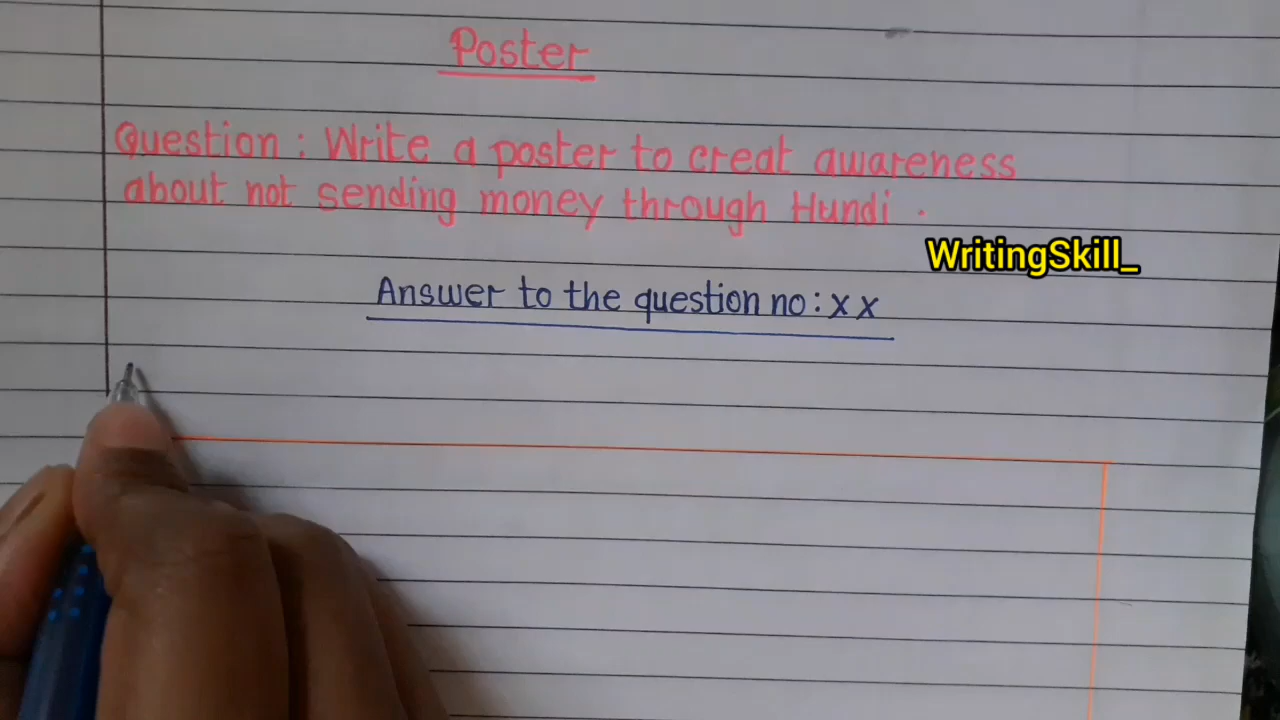 Poster
Question : Write a poster to creat awareness
about not sending money through Hundi .
WritingSkill_
Answer to the question no : x x